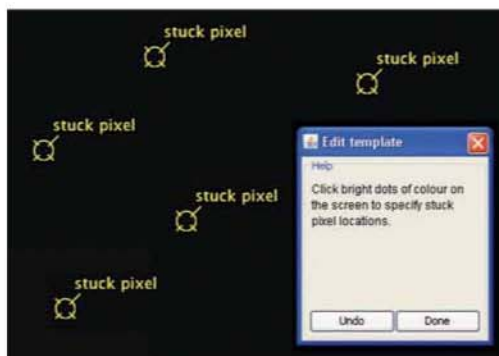 stuck pixel
stuck pixel
stuck pixel
stuck pixel
stuck pixel
Edit template
Help
Click bright dots of colour on
the screen to specify stuck
pixel locations.
Undo
Done